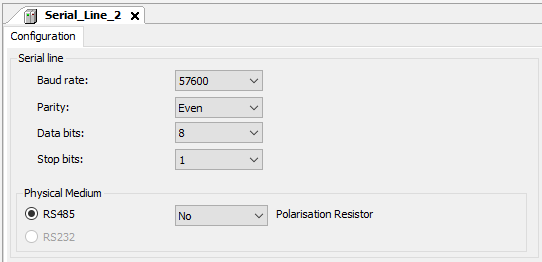 Serial_Line_2
Configuration
Serial line
Baud rate: 57600
Parity: Even
Data bits: 8
Stop bits: 1
Physical Medium
RS485 No Polarisation Resistor
RS232